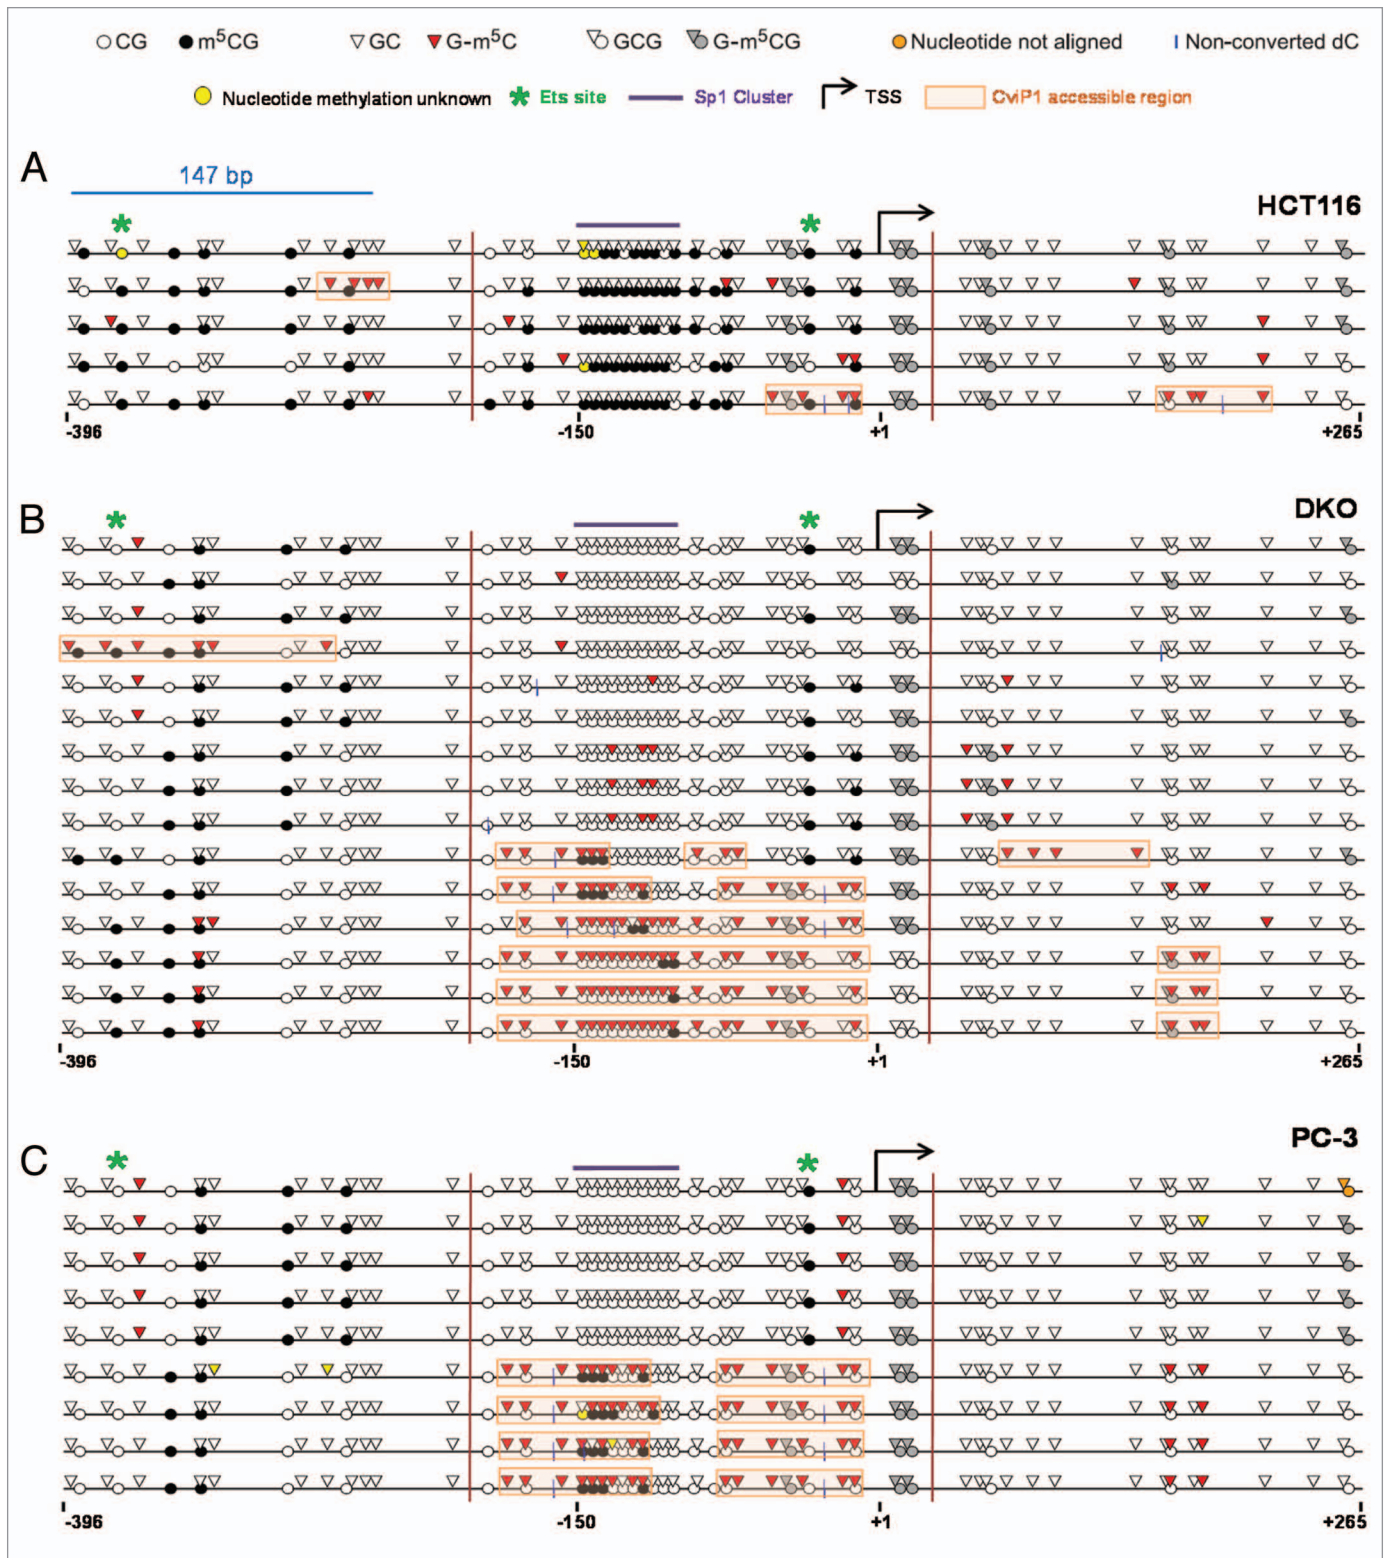 CG m⁵CG GC G-m⁵C GCG G-m⁵CG Nucleotide not aligned Non-converted dC
Nucleotide methylation unknown Ets site Sp1 Cluster TSS CviP1 accessible region
A
147 bp
HCT116
-396 -150 +1 +265
B
DKO
-396 -150 +1 +265
C
PC-3
-396 -150 +1 +265